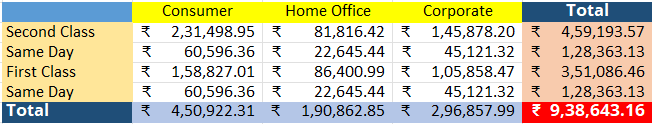 Consumer Home Office Corporate Total
Second Class ₹ 2,31,498.95 ₹ 81,816.42 ₹ 1,45,878.20 ₹ 4,59,193.57
Same Day ₹ 60,596.36 ₹ 22,645.44 ₹ 45,121.32 ₹ 1,28,363.13
First Class ₹ 1,58,827.01 ₹ 86,400.99 ₹ 1,05,858.47 ₹ 3,51,086.46
Same Day ₹ 60,596.36 ₹ 22,645.44 ₹ 45,121.32 ₹ 1,28,363.13
Total ₹ 4,50,922.31 ₹ 1,90,862.85 ₹ 2,96,857.99 ₹ 9,38,643.16